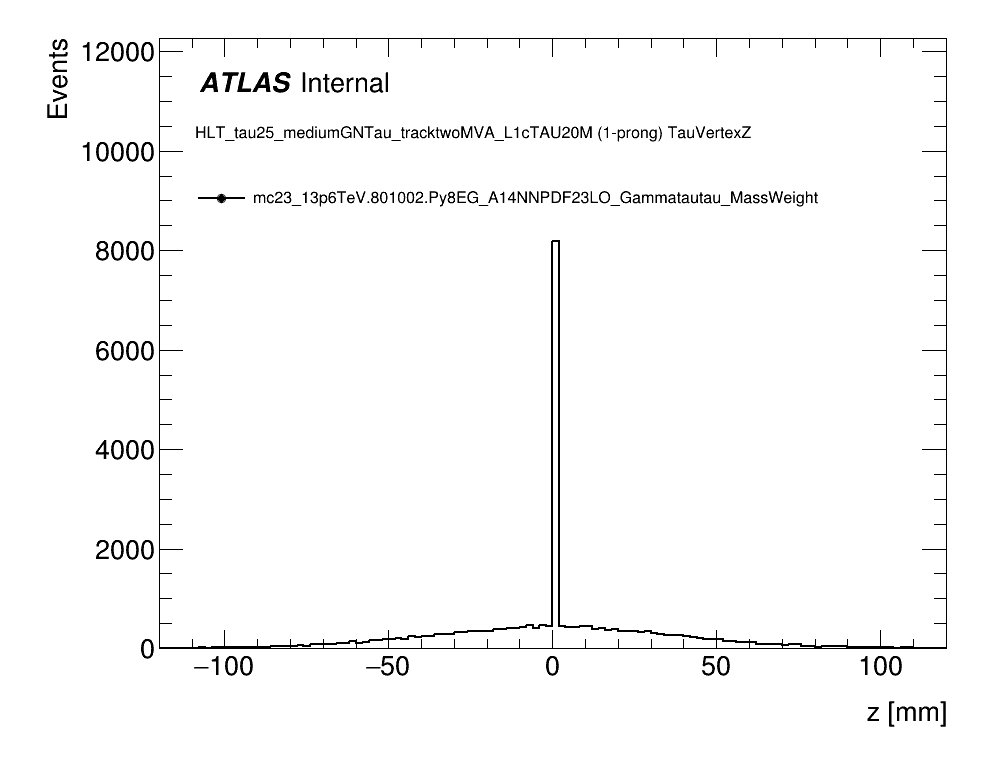 Events
12000
10000
8000
6000
4000
2000
0
ATLAS Internal
HLT_tau25_mediumGNTau_tracktwoMVA_L1cTAU20M (1-prong) TauVertexZ
mc23_13p6TeV.801002.Py8EG_A14NNPDF23LO_Gammatautau_MassWeight
−100 −50 0 50 100
z [mm]